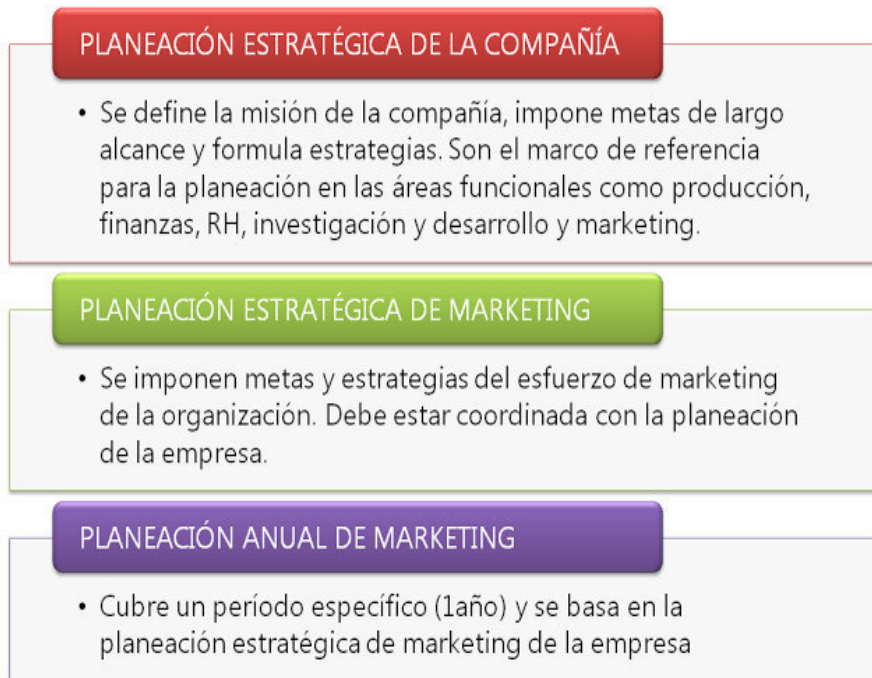 PLANEACIÓN ESTRATÉGICA DE LA COMPAÑÍA
• Se define la misión de la compañía, impone metas de largo
alcance y formula estrategias. Son el marco de referencia
para la planeación en las áreas funcionales como producción,
finanzas, RH, investigación y desarrollo y marketing.
PLANEACIÓN ESTRATÉGICA DE MARKETING
• Se imponen metas y estrategias del esfuerzo de marketing
de la organización. Debe estar coordinada con la planeación
de la empresa.
PLANEACIÓN ANUAL DE MARKETING
• Cubre un período específico (1año) y se basa en la
planeación estratégica de marketing de la empresa